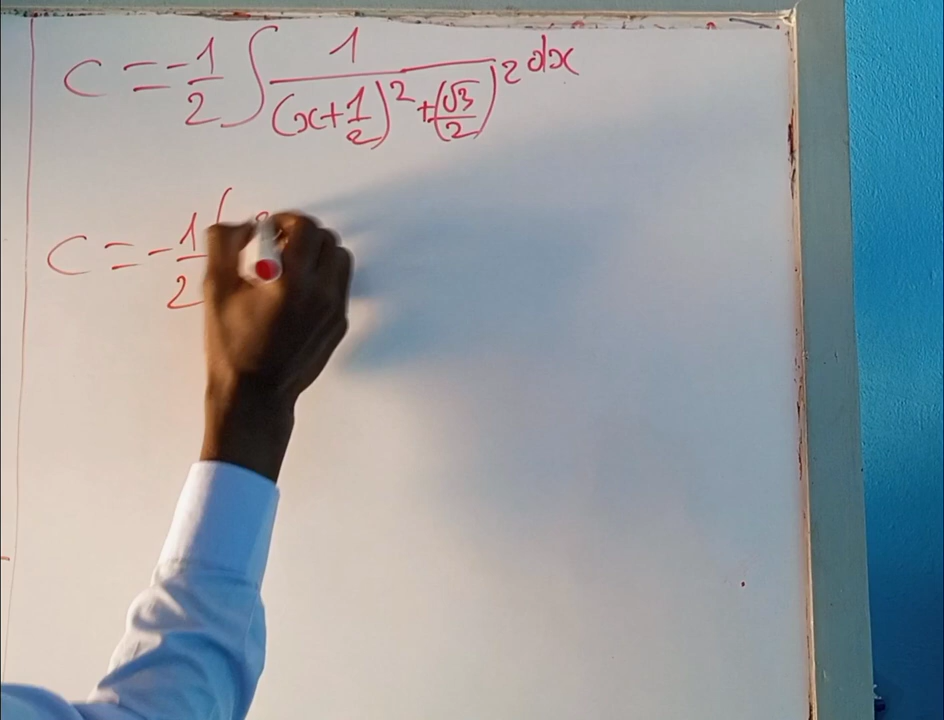 C = -1/2 ∫ 1/((x+1/2)² + (√3/2)²) dx
C = -1/2 (